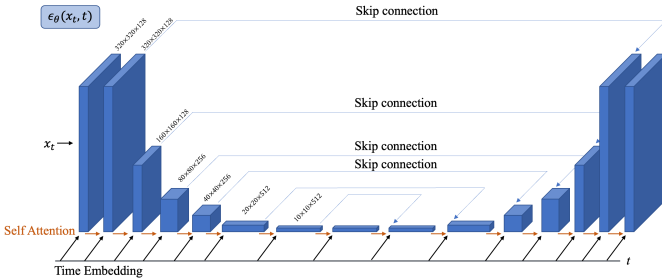 ϵθ(xt, t)
320×320×128
320×320×128
Skip connection
Skip connection
160×160×128
xt
Skip connection
80×80×256
Skip connection
40×40×256
20×20×512
10×10×512
Self Attention
t
Time Embedding